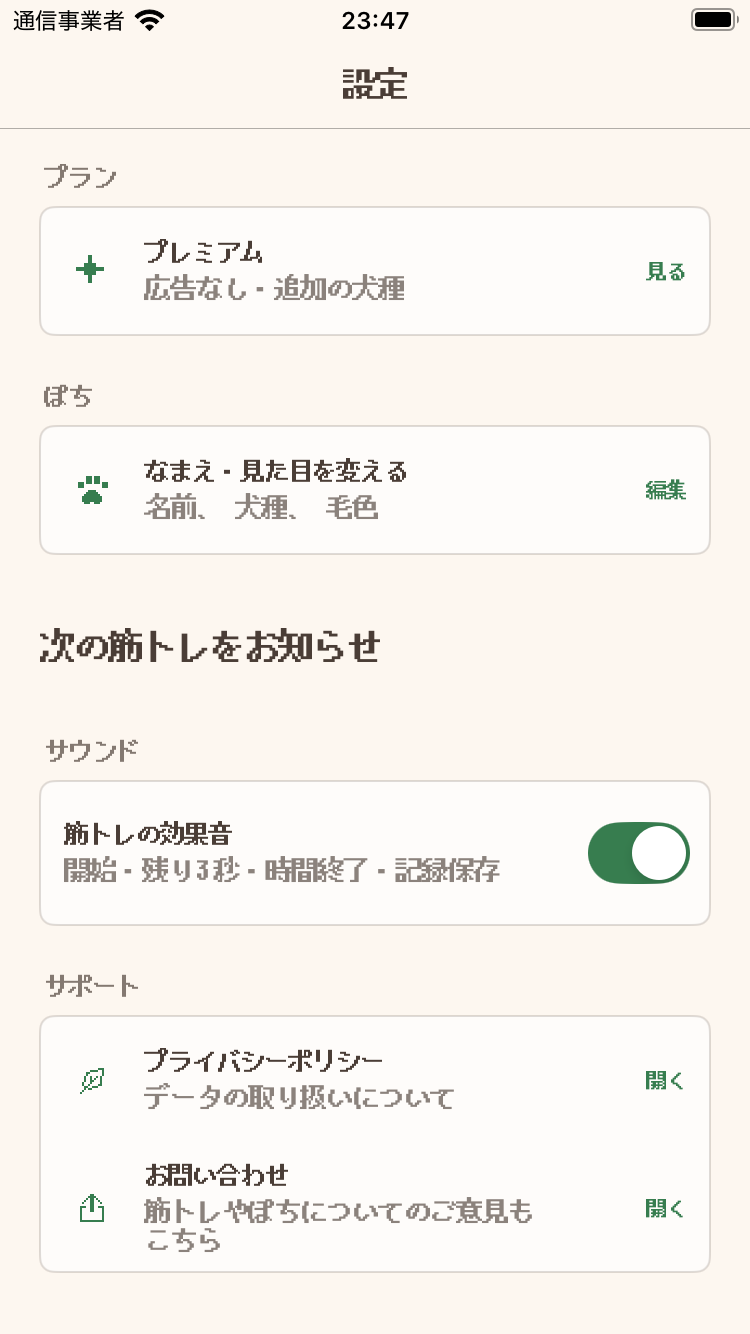 通信事業者
23:47
設定
プラン
プレミアム
広告なし・追加の犬種
見る
ぽち
なまえ・見た目を変える
名前、犬種、毛色
編集
次の筋トレをお知らせ
サウンド
筋トレの効果音
開始・残り3秒・時間終了・記録保存
サポート
プライバシーポリシー
データの取り扱いについて
開く
お問い合わせ
筋トレやぽちについてのご意見も
こちら
開く